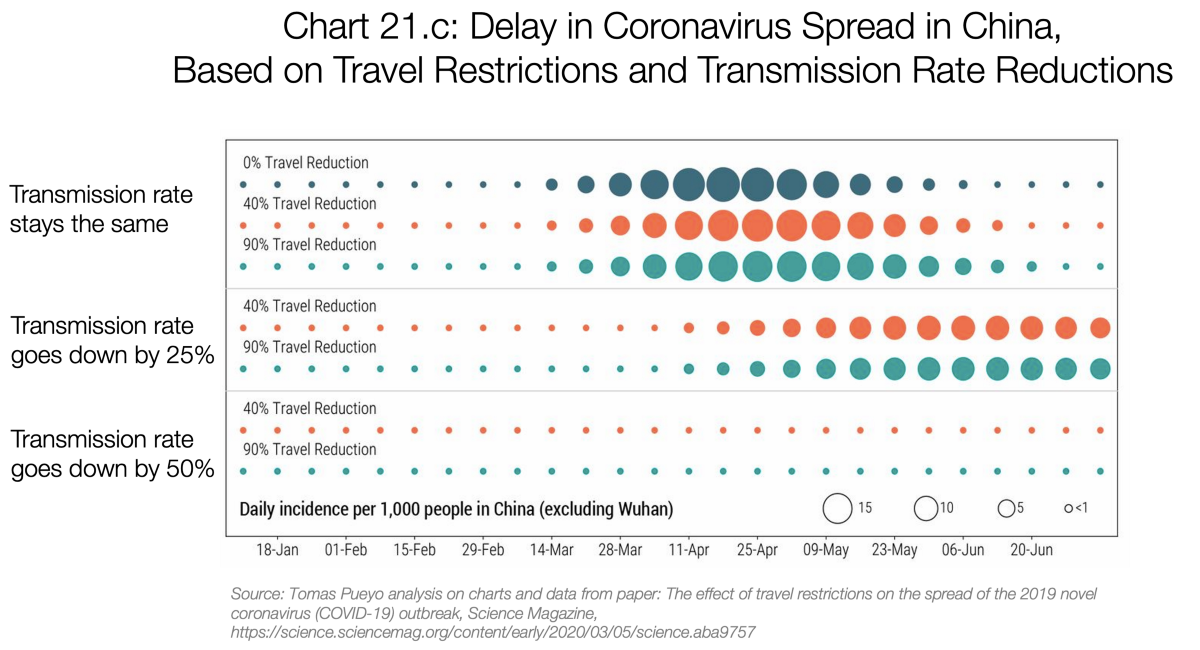 Chart 21.c: Delay in Coronavirus Spread in China,
Based on Travel Restrictions and Transmission Rate Reductions
Transmission rate
stays the same
0% Travel Reduction
40% Travel Reduction
90% Travel Reduction
Transmission rate
goes down by 25%
40% Travel Reduction
90% Travel Reduction
Transmission rate
goes down by 50%
40% Travel Reduction
90% Travel Reduction
Daily incidence per 1,000 people in China (excluding Wuhan) 15 10 5 <1
18-Jan 01-Feb 15-Feb 29-Feb 14-Mar 28-Mar 11-Apr 25-Apr 09-May 23-May 06-Jun 20-Jun
Source: Tomas Pueyo analysis on charts and data from paper: The effect of travel restrictions on the spread of the 2019 novel
coronavirus (COVID-19) outbreak, Science Magazine,
https://science.sciencemag.org/content/early/2020/03/05/science.aba9757